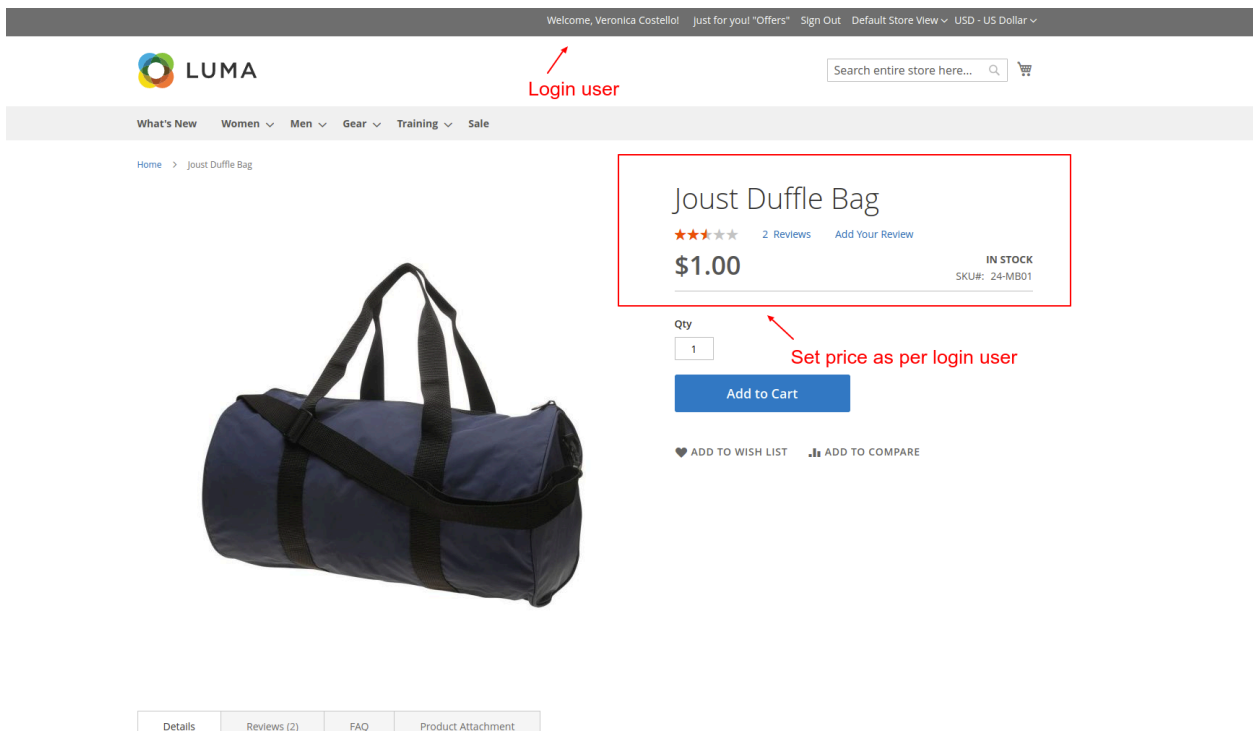 Welcome, Veronica Costello! Just for you! "Offers" Sign Out Default Store View USD - US Dollar
LUMA
Search entire store here...
Login user
What's New Women Men Gear Training Sale
Home > Joust Duffle Bag
Joust Duffle Bag
2 Reviews Add Your Review
$1.00
IN STOCK
SKU#: 24-MB01
Qty
1
Set price as per login user
Add to Cart
ADD TO WISH LIST ADD TO COMPARE
Details Reviews (2) FAQ Product Attachment